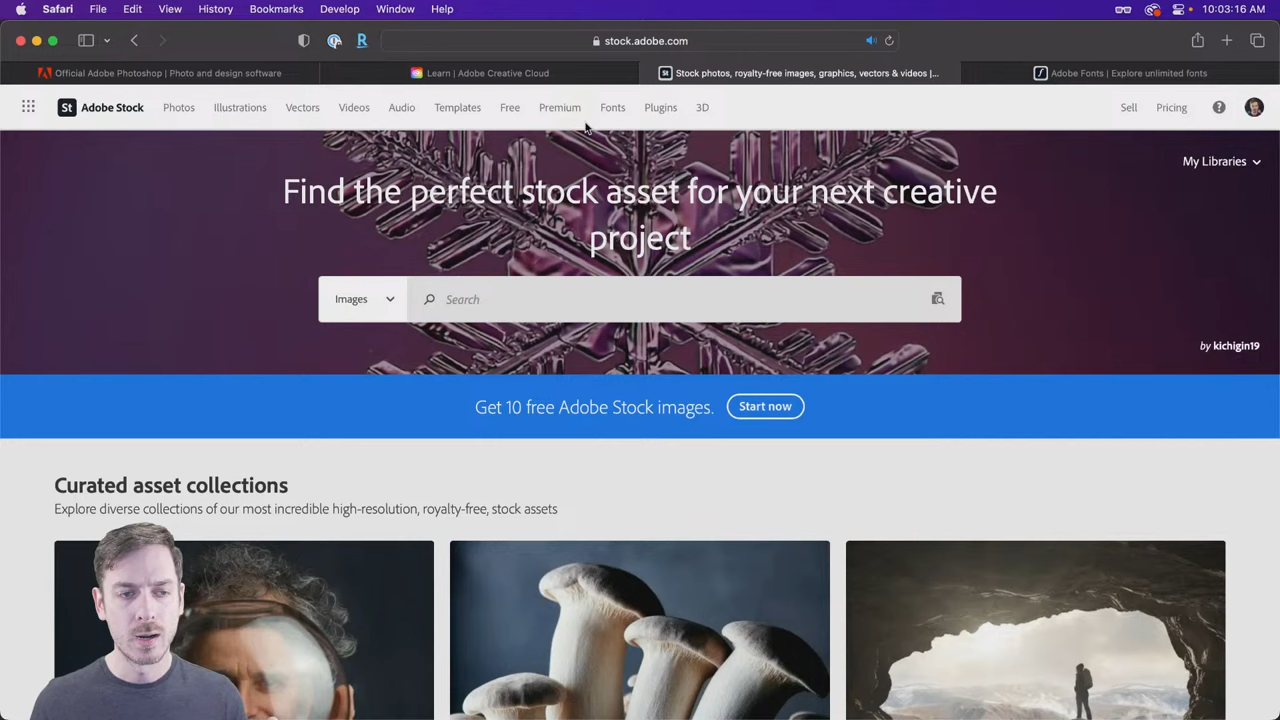 Safari File Edit View History Bookmarks Develop Window Help 10:03:16 AM
R stock.adobe.com
Official Adobe Photoshop | Photo and design software
Learn | Adobe Creative Cloud
St Stock photos, royalty-free images, graphics, vectors & videos |...
Adobe Fonts | Explore unlimited fonts
St Adobe Stock Photos Illustrations Vectors Videos Audio Templates Free Premium Fonts Plugins 3D Sell Pricing ?
My Libraries
Find the perfect stock asset for your next creative
project
Images Search
by kichigin19
Get 10 free Adobe Stock images. Start now
Curated asset collections
Explore diverse collections of our most incredible high-resolution, royalty-free, stock assets